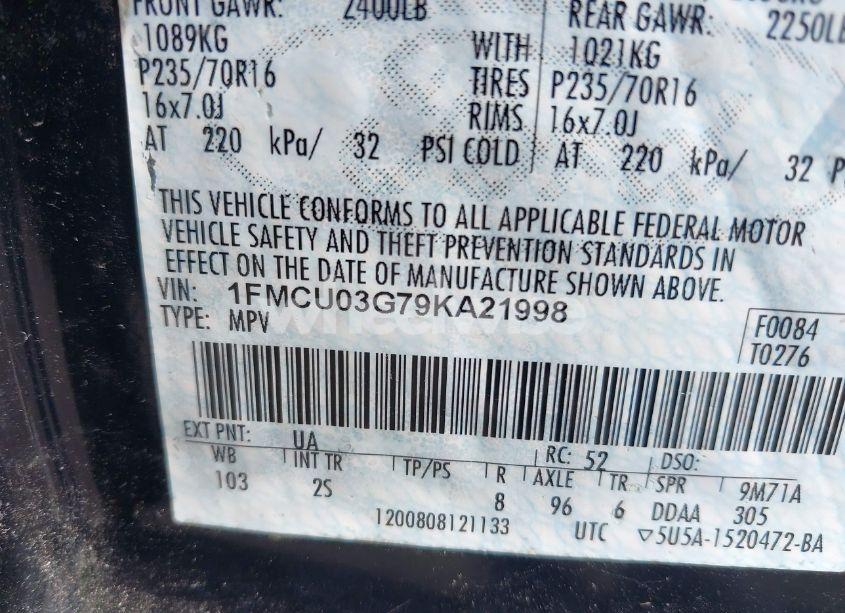 FRONT GAWR: 2400LB REAR GAWR: 2250LB
1089KG WITH 1021KG
P235/70R16 TIRES P235/70R16
16x7.0J RIMS 16x7.0J
AT 220 kPa/ 32 PSI COLD AT 220 kPa/ 32
THIS VEHICLE CONFORMS TO ALL APPLICABLE FEDERAL MOTOR
VEHICLE SAFETY AND THEFT PREVENTION STANDARDS IN
EFFECT ON THE DATE OF MANUFACTURE SHOWN ABOVE.
VIN: 1FMCU03G79KA21998
TYPE: MPV
F0084
T0276
EXT PNT: UA RC: 52 DSO:
WB INT TR TP/PS R AXLE TR SPR 9M71A
103 2S 8 96 6 DDAA 305
1200808121133 UTC ▽5U5A-1520472-BA